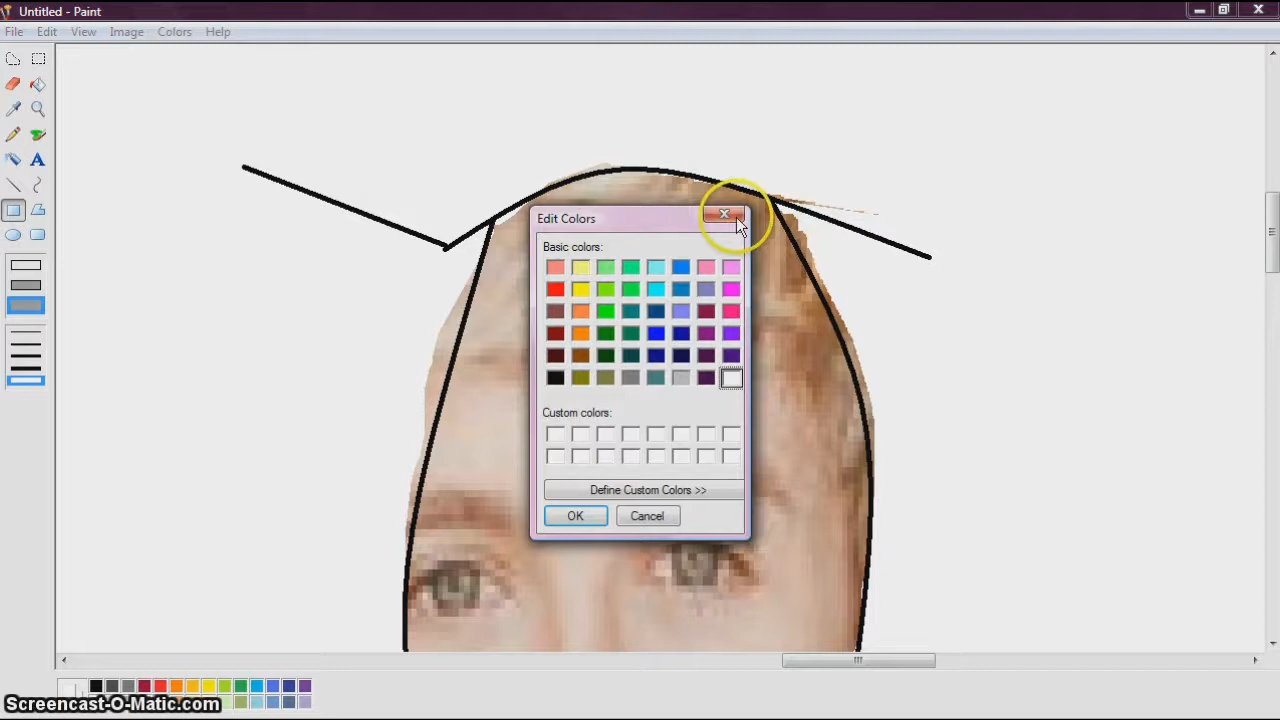 Untitled - Paint
File Edit View Image Colors Help
Edit Colors
Basic colors:
Custom colors:
Define Custom Colors >>
OK Cancel
Screencast-O-Matic.com